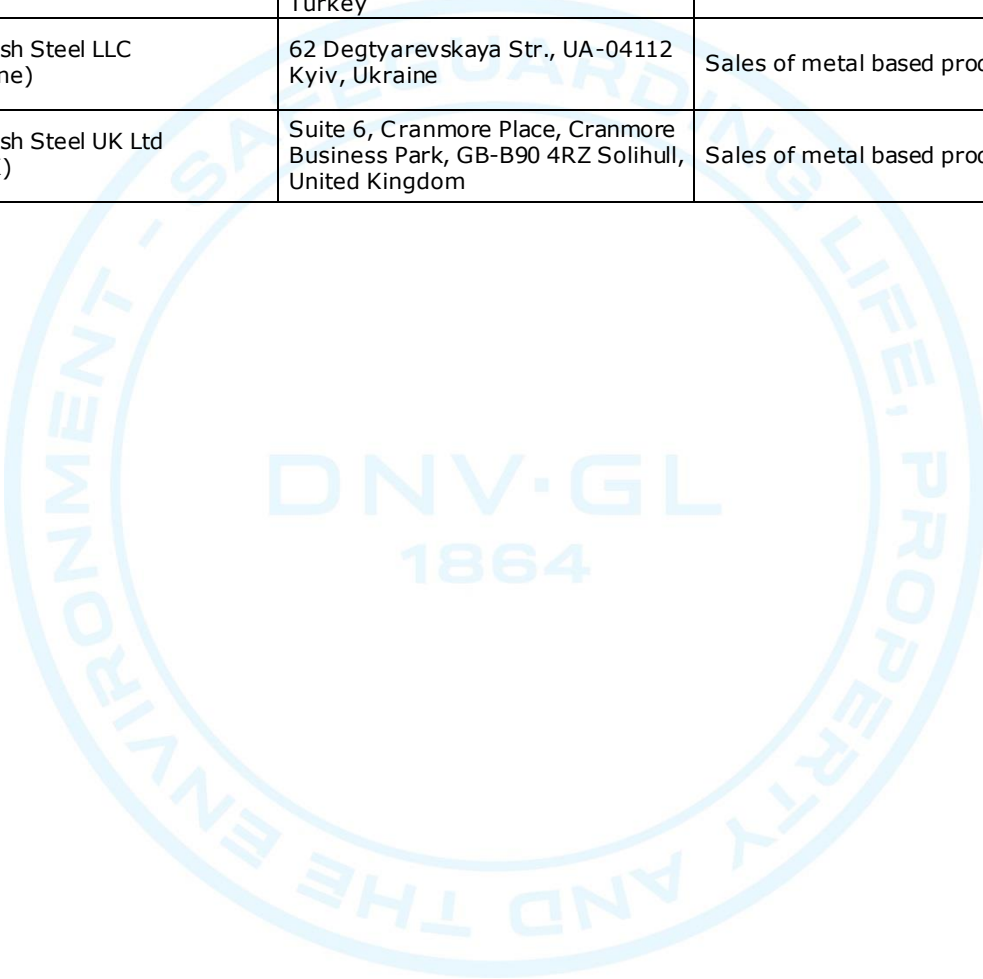 Turkey
sh Steel LLC
ne)
62 Degtyarevskaya Str., UA-04112
Kyiv, Ukraine
Sales of metal based prod
sh Steel UK Ltd
)
Suite 6, Cranmore Place, Cranmore
Business Park, GB-B90 4RZ Solihull,
United Kingdom
Sales of metal based prod
SAFEGUARDING LIFE, PROPERTY AND THE ENVIRONMENT -
DNV·GL
1864